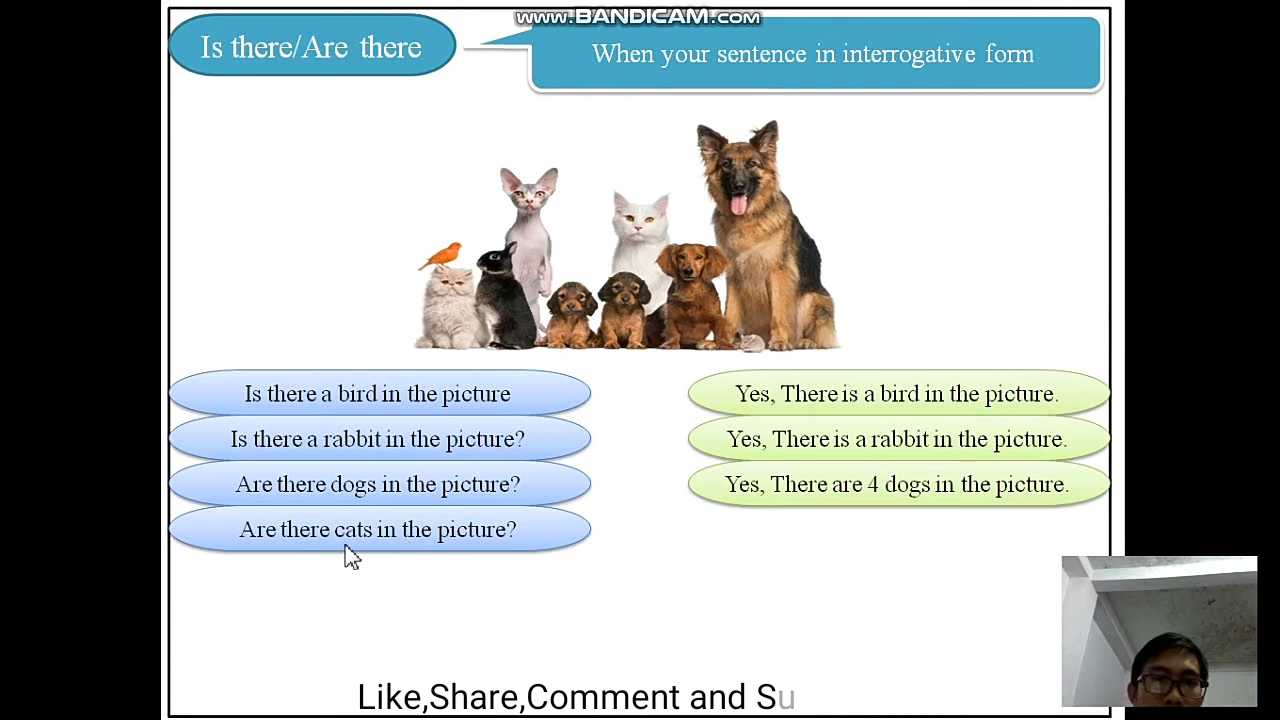 www.BANDICAM.com
Is there/Are there
When your sentence in interrogative form
Is there a bird in the picture
Yes, There is a bird in the picture.
Is there a rabbit in the picture?
Yes, There is a rabbit in the picture.
Are there dogs in the picture?
Yes, There are 4 dogs in the picture.
Are there cats in the picture?
Like,Share,Comment and Su